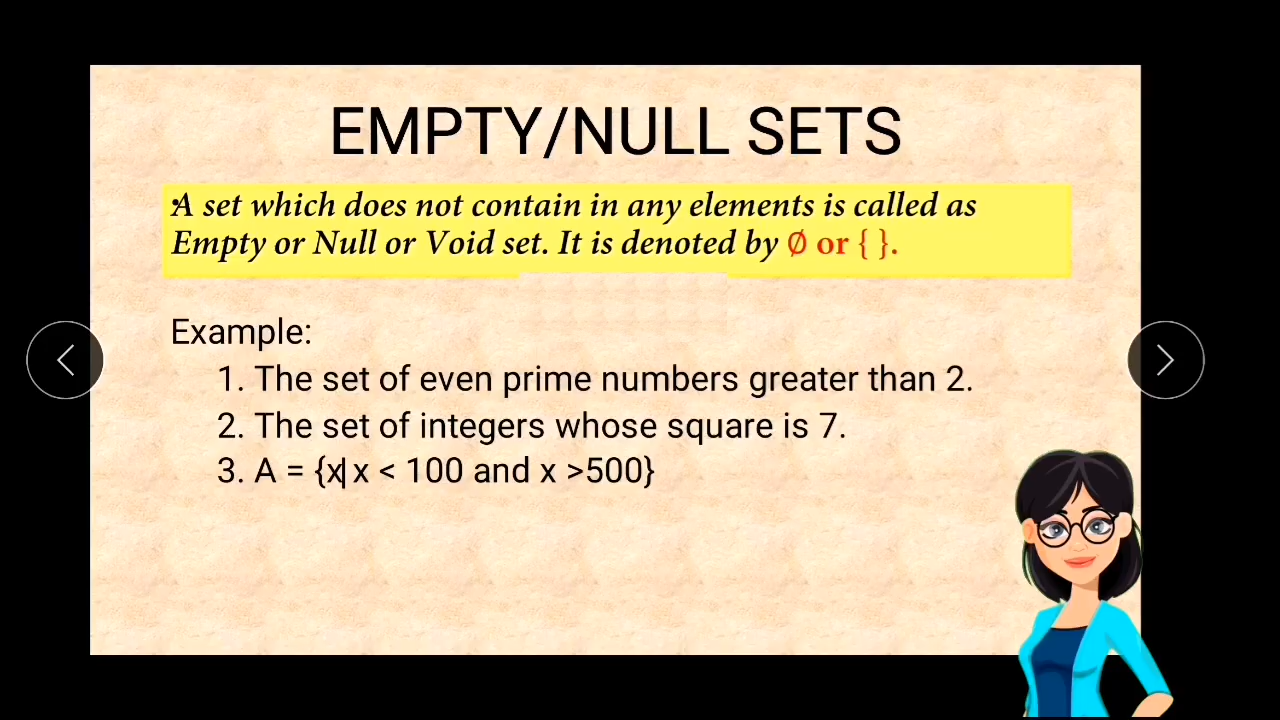 EMPTY/NULL SETS
•A set which does not contain in any elements is called as
Empty or Null or Void set. It is denoted by ∅ or { }.
Example:
1. The set of even prime numbers greater than 2.
2. The set of integers whose square is 7.
3. A = {x| x < 100 and x >500}